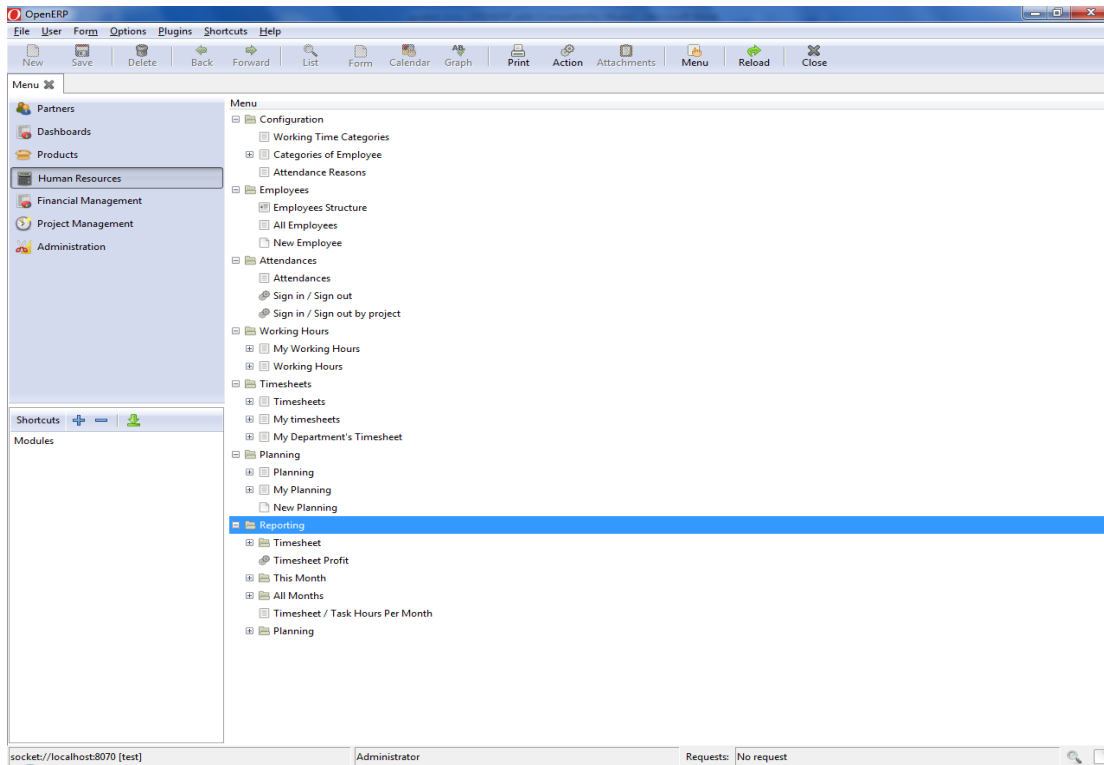 OpenERP
File User Form Options Plugins Shortcuts Help
New Save Delete Back Forward List Form Calendar Graph Print Action Attachments Menu Reload Close
Menu
Partners
Dashboards
Products
Human Resources
Financial Management
Project Management
Administration
Shortcuts
Modules
Menu
Configuration
Working Time Categories
Categories of Employee
Attendance Reasons
Employees
Employees Structure
All Employees
New Employee
Attendances
Attendances
Sign in / Sign out
Sign in / Sign out by project
Working Hours
My Working Hours
Working Hours
Timesheets
Timesheets
My timesheets
My Department's Timesheet
Planning
Planning
My Planning
New Planning
Reporting
Timesheet
Timesheet Profit
This Month
All Months
Timesheet / Task Hours Per Month
Planning
socket://localhost:8070 [test] Administrator Requests: No request